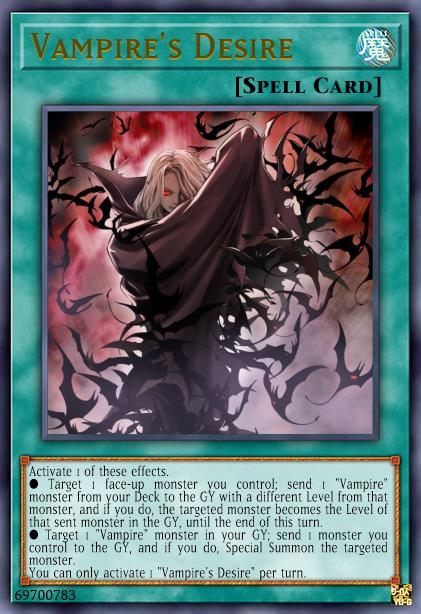 Vampire's Desire
SPELL
魔
[Spell Card]
Activate 1 of these effects.
● Target 1 face-up monster you control; send 1 "Vampire"
monster from your Deck to the GY with a different Level from that
monster, and if you do, the targeted monster becomes the Level of
that sent monster in the GY, until the end of this turn.
● Target 1 "Vampire" monster in your GY; send 1 monster you
control to the GY, and if you do, Special Summon the targeted
monster.
You can only activate 1 "Vampire's Desire" per turn.
69700783